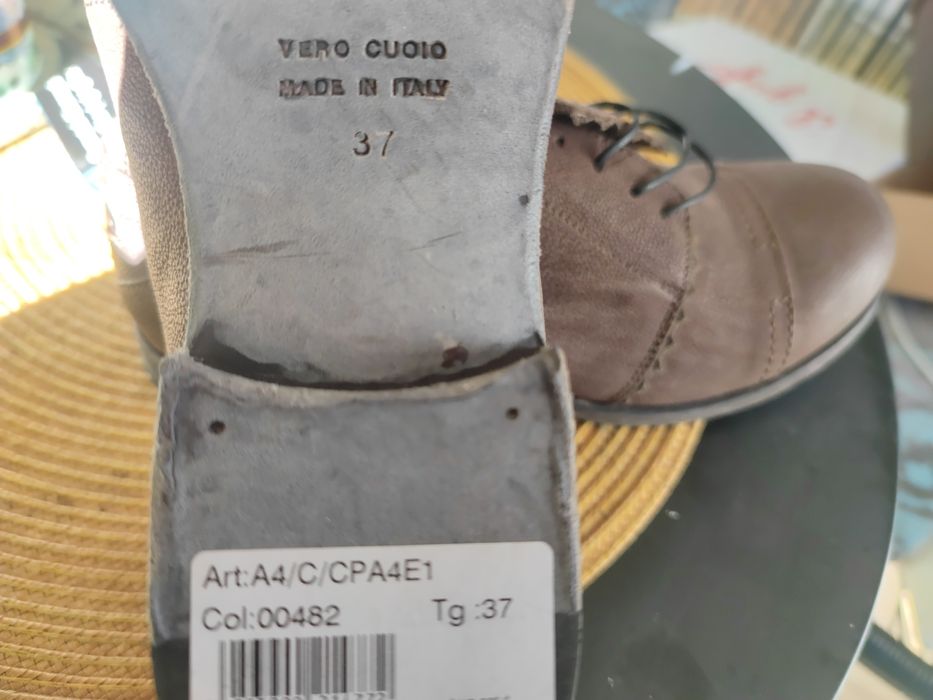 VERO CUOIO
MADE IN ITALY
37
Art:A4/C/CPA4E1
Col:00482 Tg :37